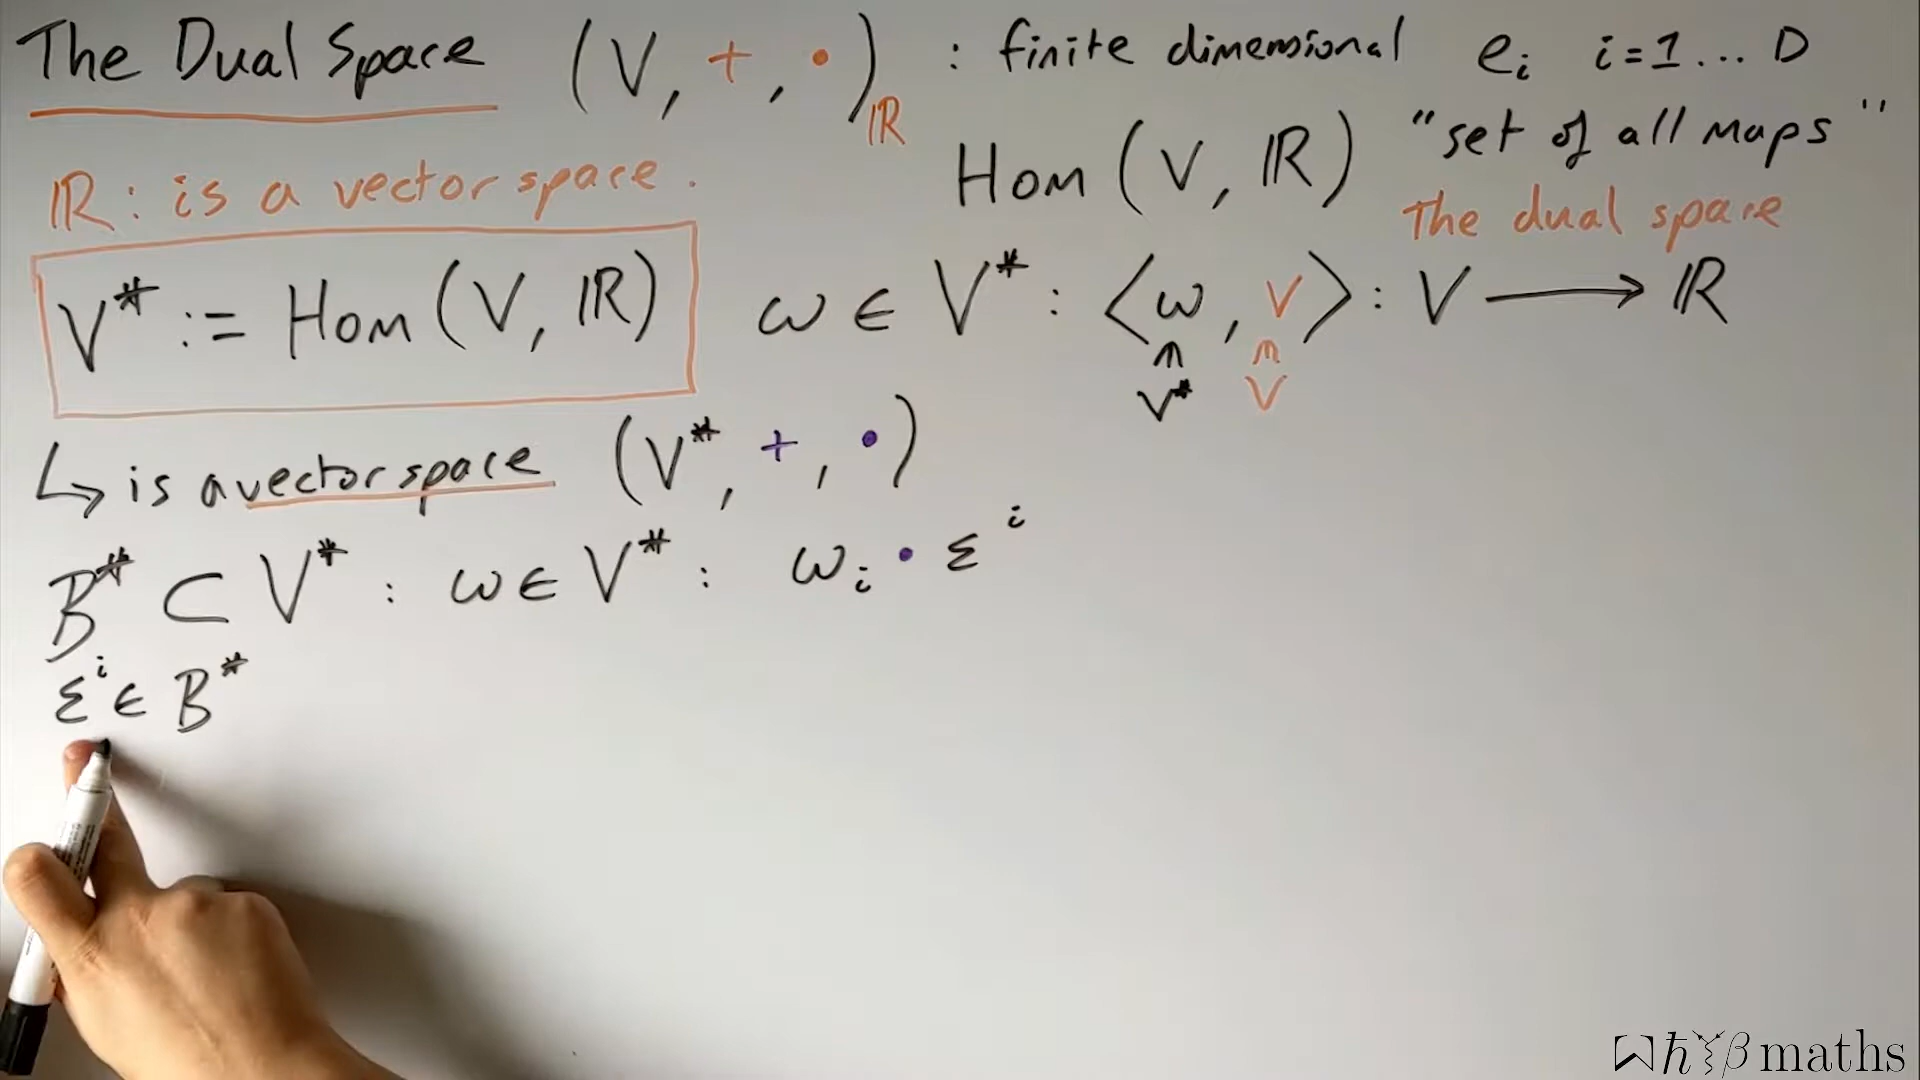 The Dual Space (V, +, •)ℝ : finite dimensional eᵢ i=1...D
Hom(V, ℝ) "set of all maps"
ℝ: is a vector space.
The dual space
V* := Hom(V, ℝ) ω ∈ V* : ⟨ω, v⟩ : V ⟶ ℝ
⋒ ⋒
V* V
↳ is a vector space (V*, +, •)
B* ⊂ V* : ω ∈ V* : ωᵢ • εⁱ
εⁱ ∈ B*
maths